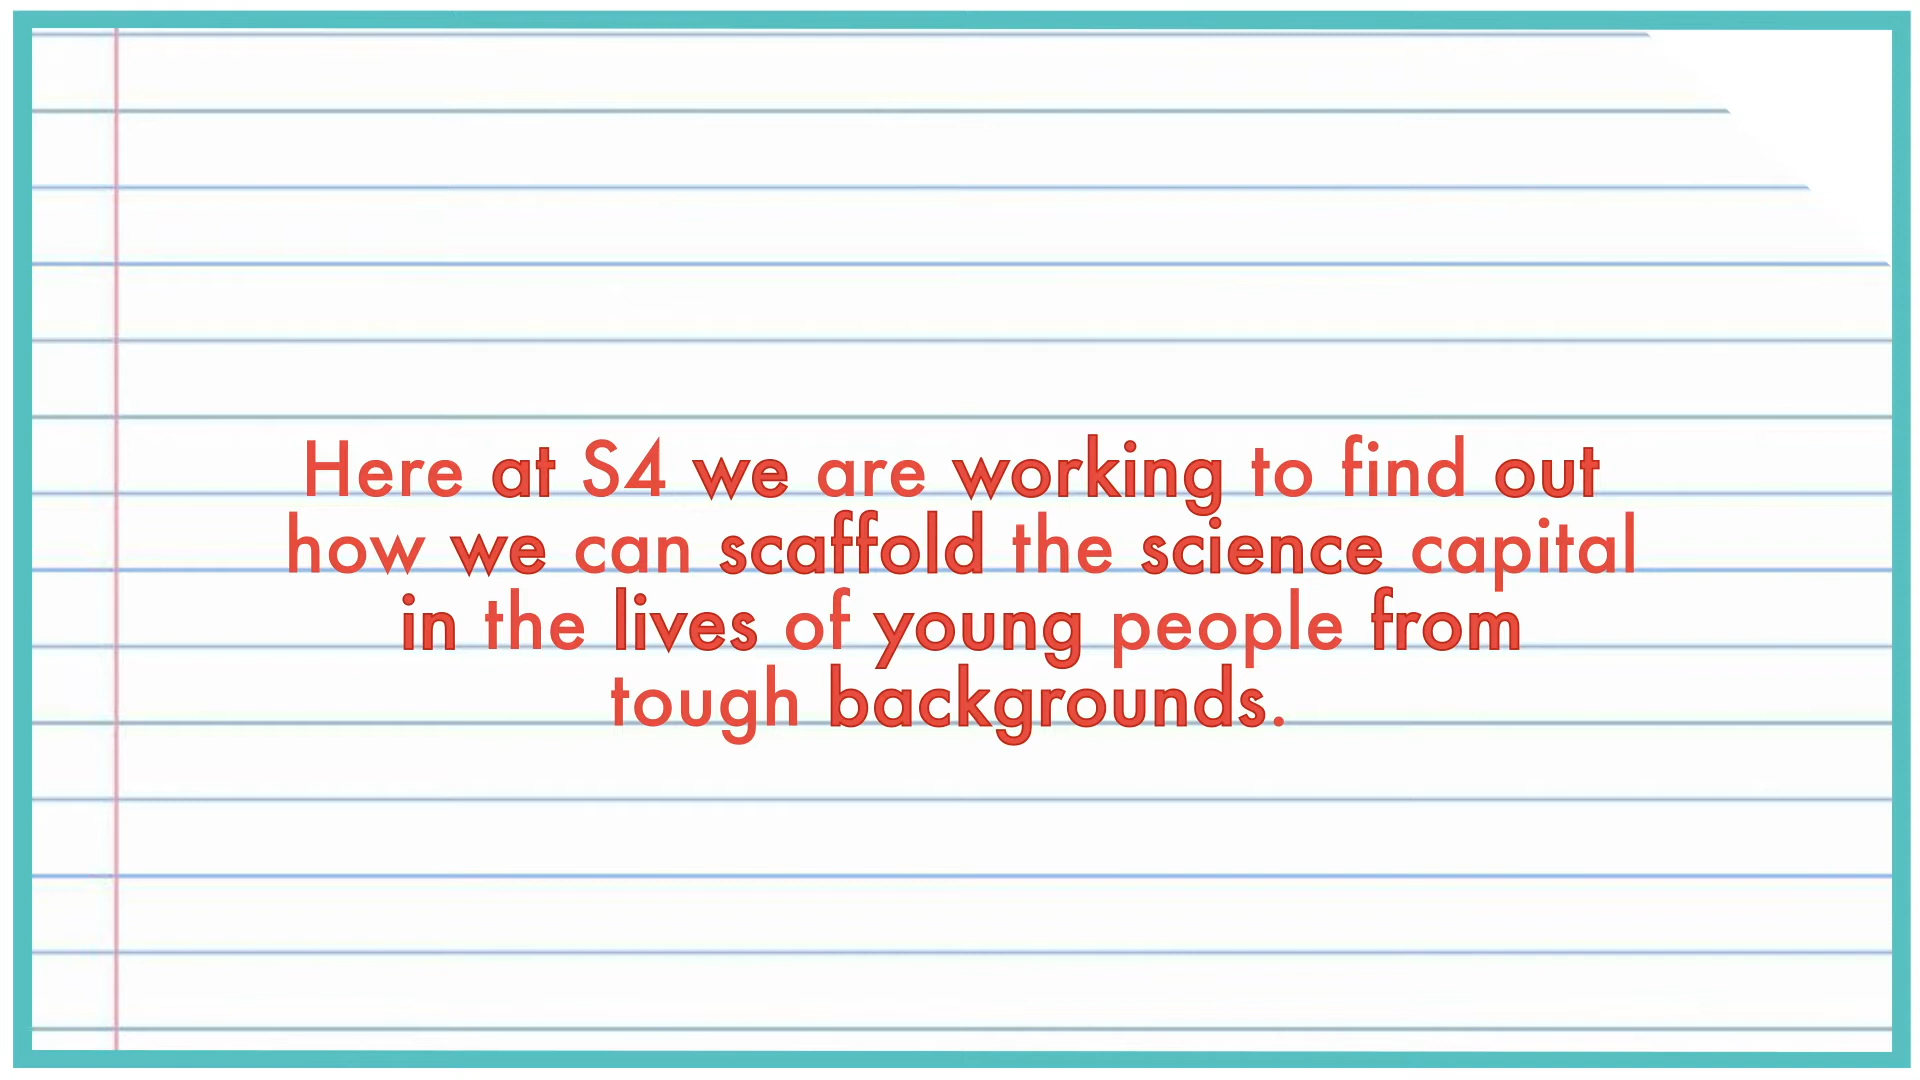 Here at S4 we are working to find out
how we can scaffold the science capital
in the lives of young people from
tough backgrounds.